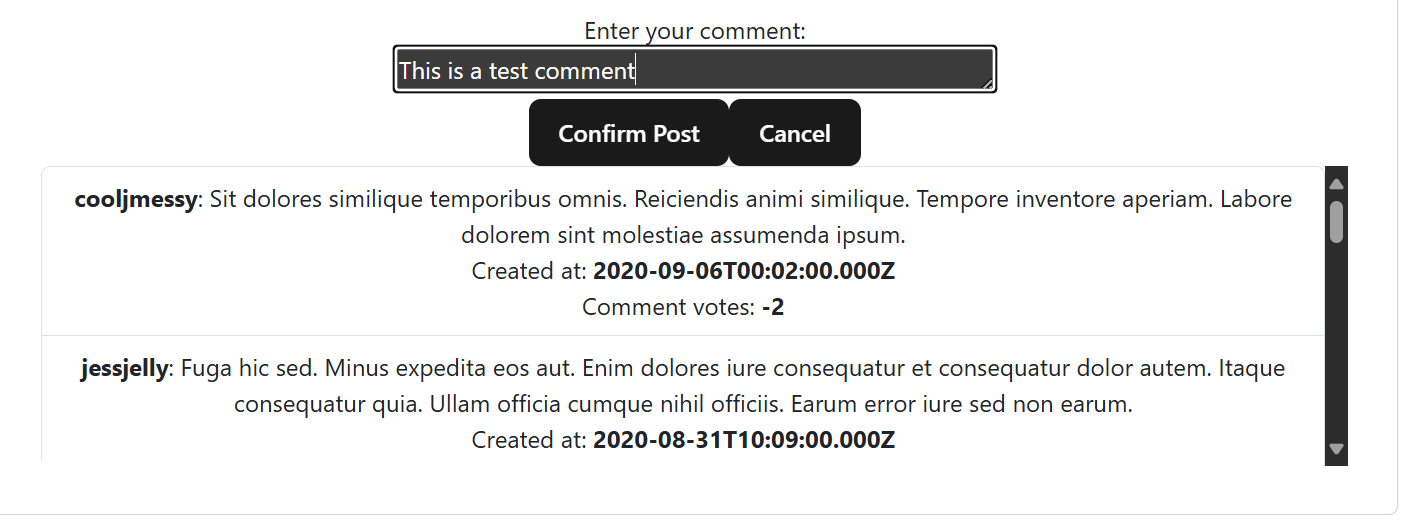 Enter your comment:
This is a test comment
Confirm Post Cancel
cooljmessy: Sit dolores similique temporibus omnis. Reiciendis animi similique. Tempore inventore aperiam. Labore
dolorem sint molestiae assumenda ipsum.
Created at: 2020-09-06T00:02:00.000Z
Comment votes: -2
jessjelly: Fuga hic sed. Minus expedita eos aut. Enim dolores iure consequatur et consequatur dolor autem. Itaque
consequatur quia. Ullam officia cumque nihil officiis. Earum error iure sed non earum.
Created at: 2020-08-31T10:09:00.000Z